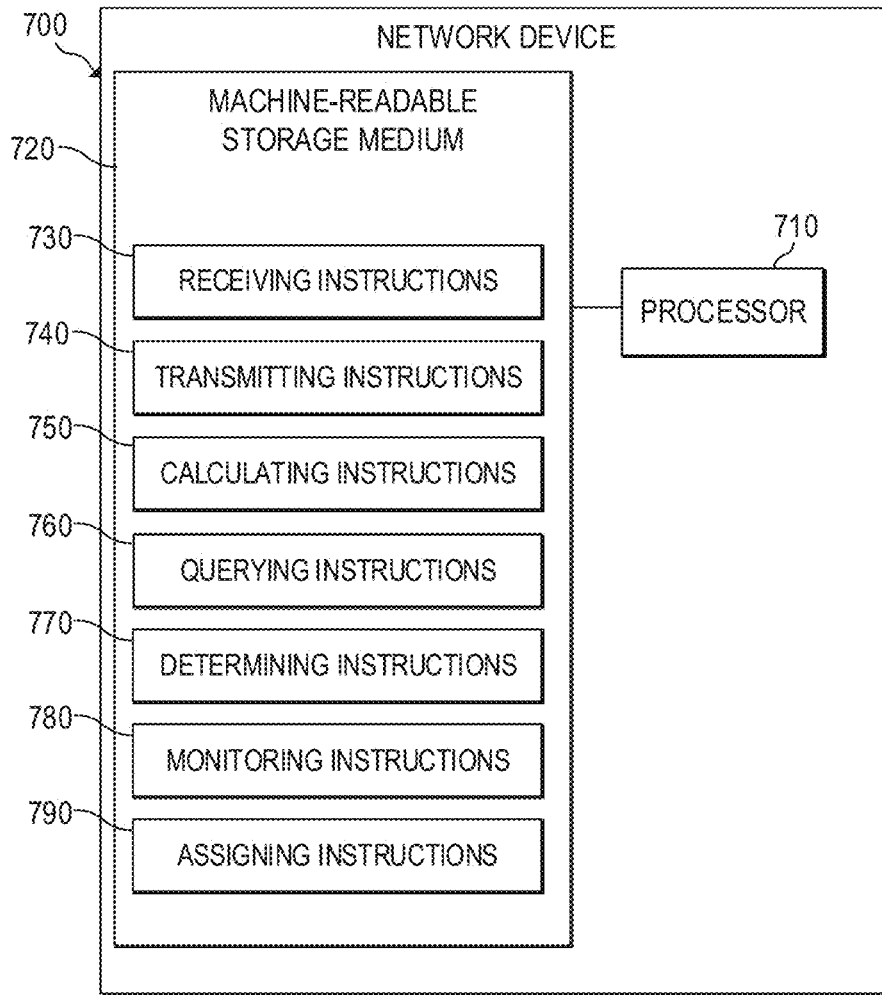 NETWORK DEVICE
700
MACHINE-READABLE
STORAGE MEDIUM
720
730
RECEIVING INSTRUCTIONS
710
PROCESSOR
740
TRANSMITTING INSTRUCTIONS
750
CALCULATING INSTRUCTIONS
760
QUERYING INSTRUCTIONS
770
DETERMINING INSTRUCTIONS
780
MONITORING INSTRUCTIONS
790
ASSIGNING INSTRUCTIONS